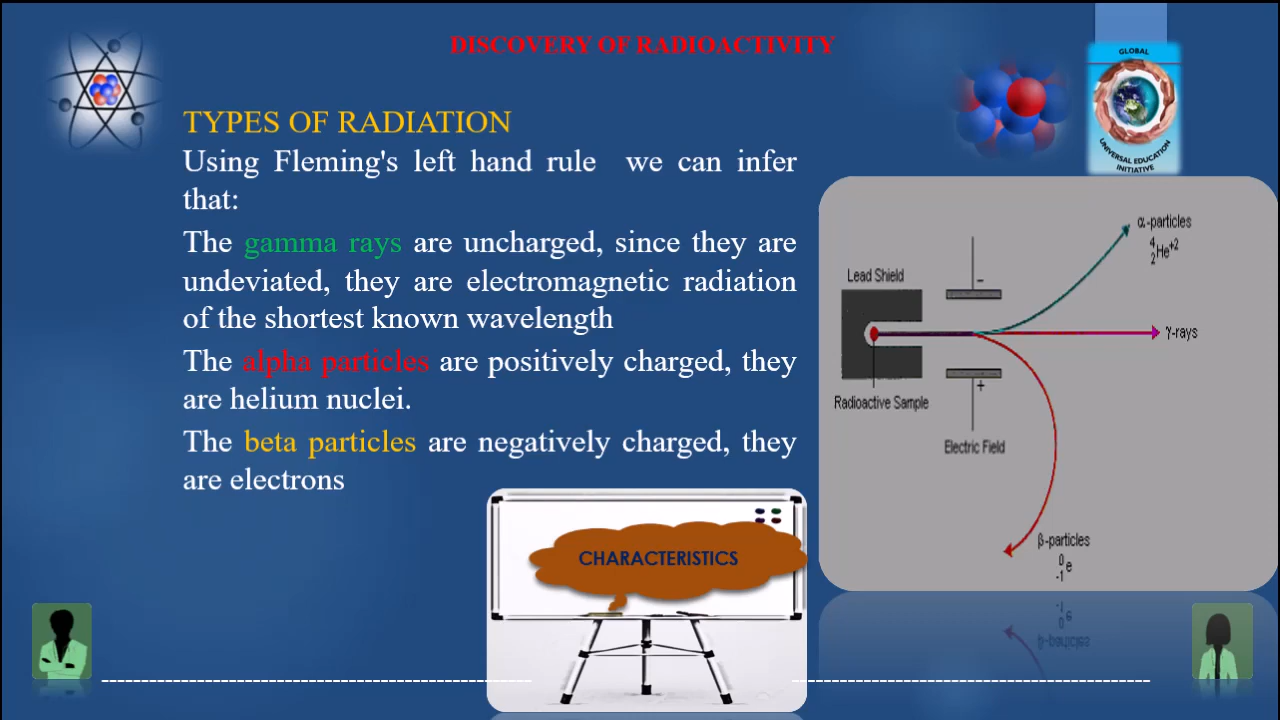 DISCOVERY OF RADIOACTIVITY
GLOBAL
UNIVERSAL EDUCATION
INITIATIVE
TYPES OF RADIATION
Using Fleming's left hand rule we can infer
that:
The gamma rays are uncharged, since they are
undeviated, they are electromagnetic radiation
of the shortest known wavelength
The alpha particles are positively charged, they
are helium nuclei.
The beta particles are negatively charged, they
are electrons
α-particles
⁴₂He⁺²
Lead Shield
−
γ-rays
+
Radioactive Sample
Electric Field
β-particles
⁰₋₁e
CHARACTERISTICS